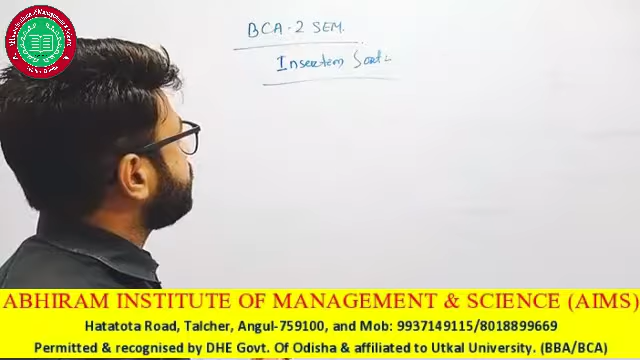 BCA - 2 SEM.
Insertion Sort
ABHIRAM INSTITUTE OF MANAGEMENT & SCIENCE (AIMS)
Hatatota Road, Talcher, Angul-759100, and Mob: 9937149115/8018899669
Permitted & recognised by DHE Govt. Of Odisha & affiliated to Utkal University. (BBA/BCA)